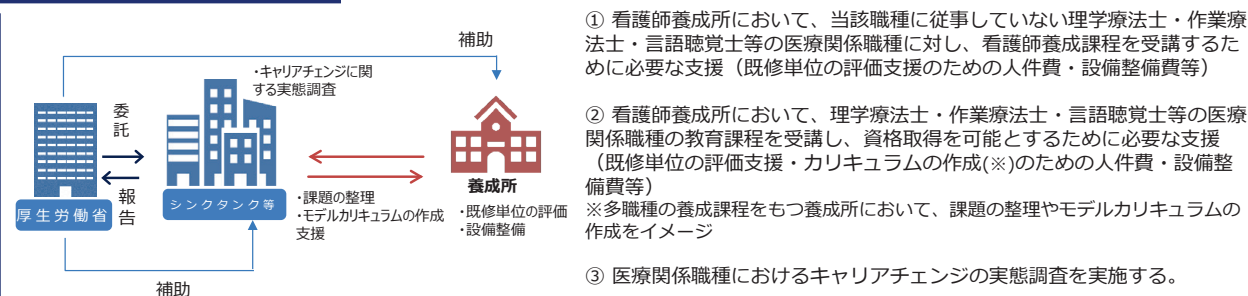 補助
・キャリアチェンジに関
する実態調査
委
託
報
告
厚生労働省
シンクタンク等
・課題の整理
・モデルカリキュラムの作成
支援
養成所
・既修単位の評価
・設備整備
補助
① 看護師養成所において、当該職種に従事していない理学療法士・作業療
法士・言語聴覚士等の医療関係職種に対し、看護師養成課程を受講するた
めに必要な支援（既修単位の評価支援のための人件費・設備整備費等）
② 看護師養成所において、理学療法士・作業療法士・言語聴覚士等の医療
関係職種の教育課程を受講し、資格取得を可能とするために必要な支援
（既修単位の評価支援・カリキュラムの作成(※)のための人件費・設備整
備費等）
※多職種の養成課程をもつ養成所において、課題の整理やモデルカリキュラムの
作成をイメージ
③ 医療関係職種におけるキャリアチェンジの実態調査を実施する。